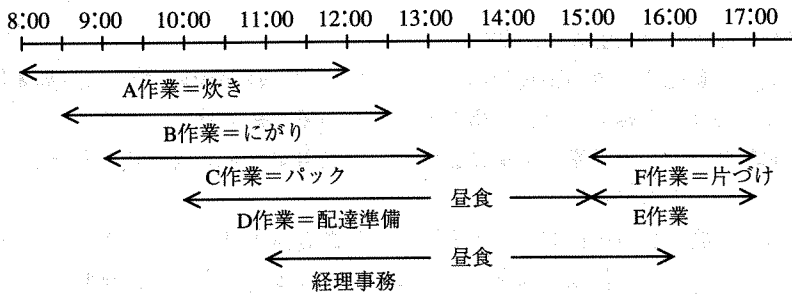 8:00 9:00 10:00 11:00 12:00 13:00 14:00 15:00 16:00 17:00
A作業=炊き
B作業=にがり
C作業=パック
F作業=片づけ
昼食
D作業=配達準備
E作業
昼食
経理事務